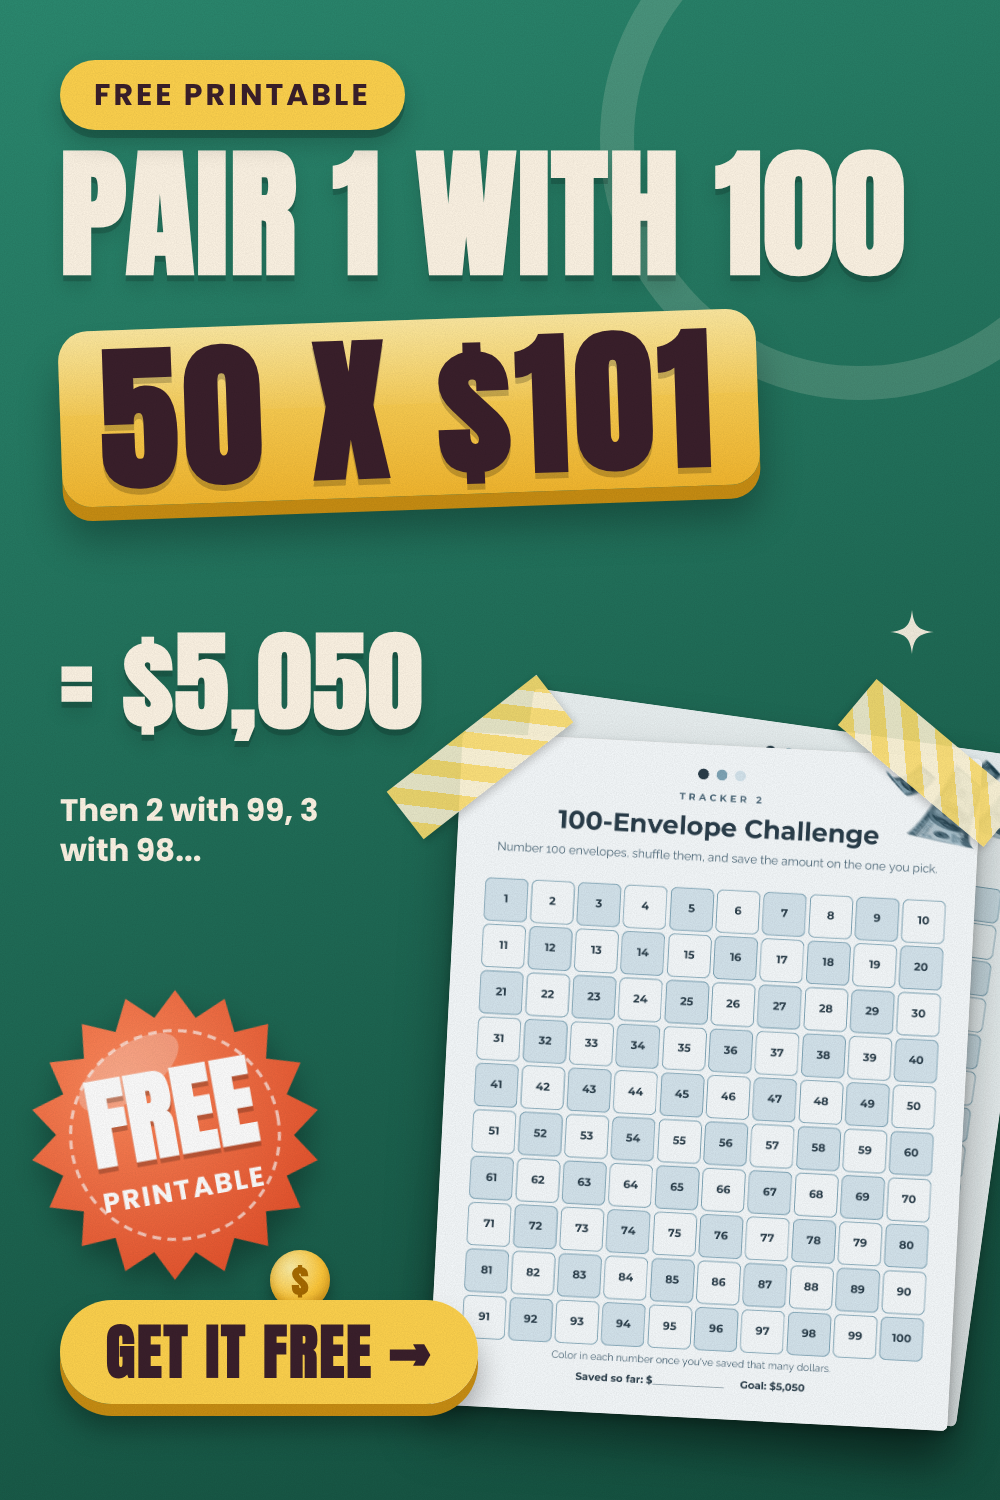 FREE PRINTABLE
PAIR 1 WITH 100
50 X $101
= $5,050
Then 2 with 99, 3
with 98...
TRACKER 2
100-Envelope Challenge
Number 100 envelopes, shuffle them, and save the amount on the one you pick.
1 2 3 4 5 6 7 8 9 10
11 12 13 14 15 16 17 18 19 20
21 22 23 24 25 26 27 28 29 30
31 32 33 34 35 36 37 38 39 40
41 42 43 44 45 46 47 48 49 50
51 52 53 54 55 56 57 58 59 60
61 62 63 64 65 66 67 68 69 70
71 72 73 74 75 76 77 78 79 80
81 82 83 84 85 86 87 88 89 90
91 92 93 94 95 96 97 98 99 100
Color in each number once you've saved that many dollars.
Saved so far: $____________ Goal: $5,050
FREE
PRINTABLE
$
GET IT FREE →